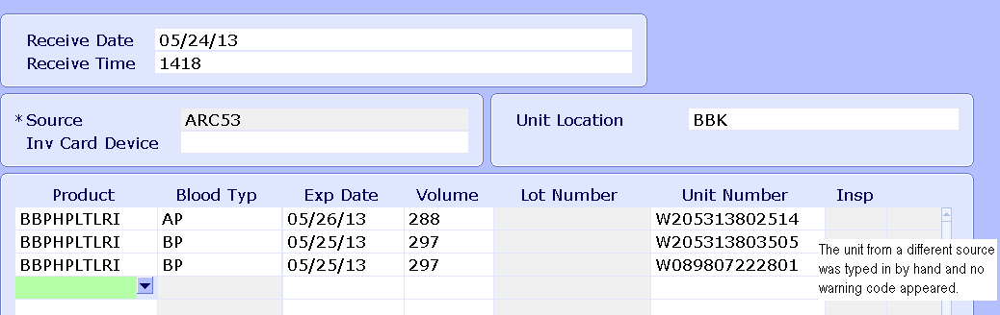 Receive Date 05/24/13
Receive Time 1418
*Source ARC53 Unit Location BBK
Inv Card Device
Product Blood Typ Exp Date Volume Lot Number Unit Number Insp
BBPHPLTLRI AP 05/26/13 288 W205313802514
BBPHPLTLRI BP 05/25/13 297 W205313803505
BBPHPLTLRI BP 05/25/13 297 W089807222801
The unit from a different source
was typed in by hand and no
warning code appeared.